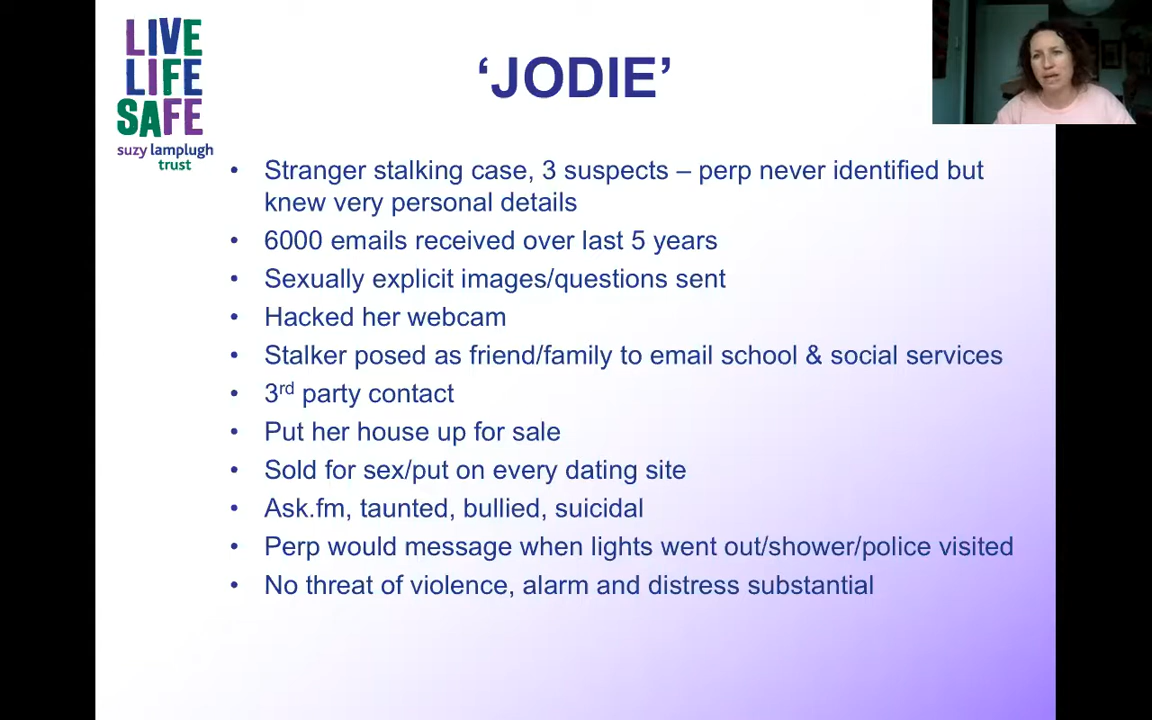 LIVE
LIFE
SAFE
suzy lamplugh
trust
‘JODIE’
• Stranger stalking case, 3 suspects – perp never identified but
knew very personal details
• 6000 emails received over last 5 years
• Sexually explicit images/questions sent
• Hacked her webcam
• Stalker posed as friend/family to email school & social services
• 3rd party contact
• Put her house up for sale
• Sold for sex/put on every dating site
• Ask.fm, taunted, bullied, suicidal
• Perp would message when lights went out/shower/police visited
• No threat of violence, alarm and distress substantial